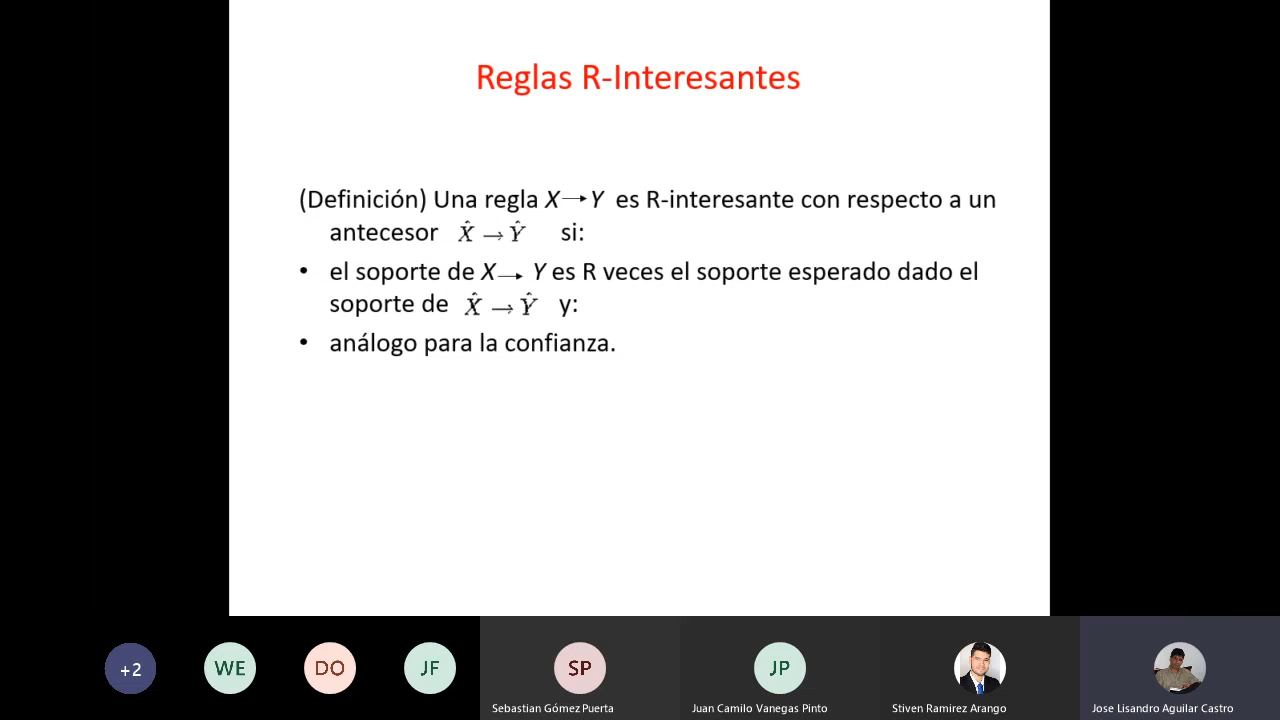 Reglas R-Interesantes
(Definición) Una regla X → Y es R-interesante con respecto a un
antecesor X̂ → Ŷ si:
• el soporte de X → Y es R veces el soporte esperado dado el
soporte de X̂ → Ŷ y:
• análogo para la confianza.
+2
WE
DO
JF
SP
JP
Sebastian Gómez Puerta
Juan Camilo Vanegas Pinto
Stiven Ramirez Arango
Jose Lisandro Aguilar Castro